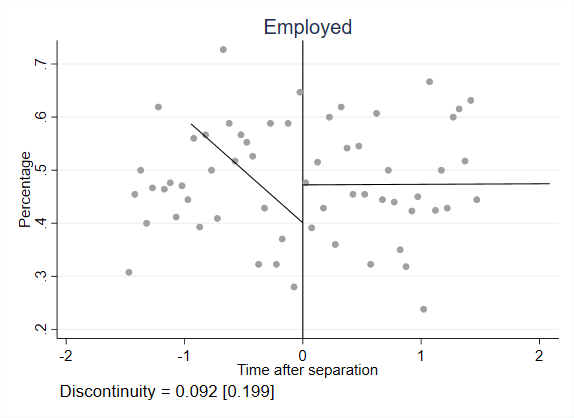 Employed
Percentage
.7
.6
.5
.4
.3
.2
-2 -1 0 1 2
Time after separation
Discontinuity = 0.092 [0.199]